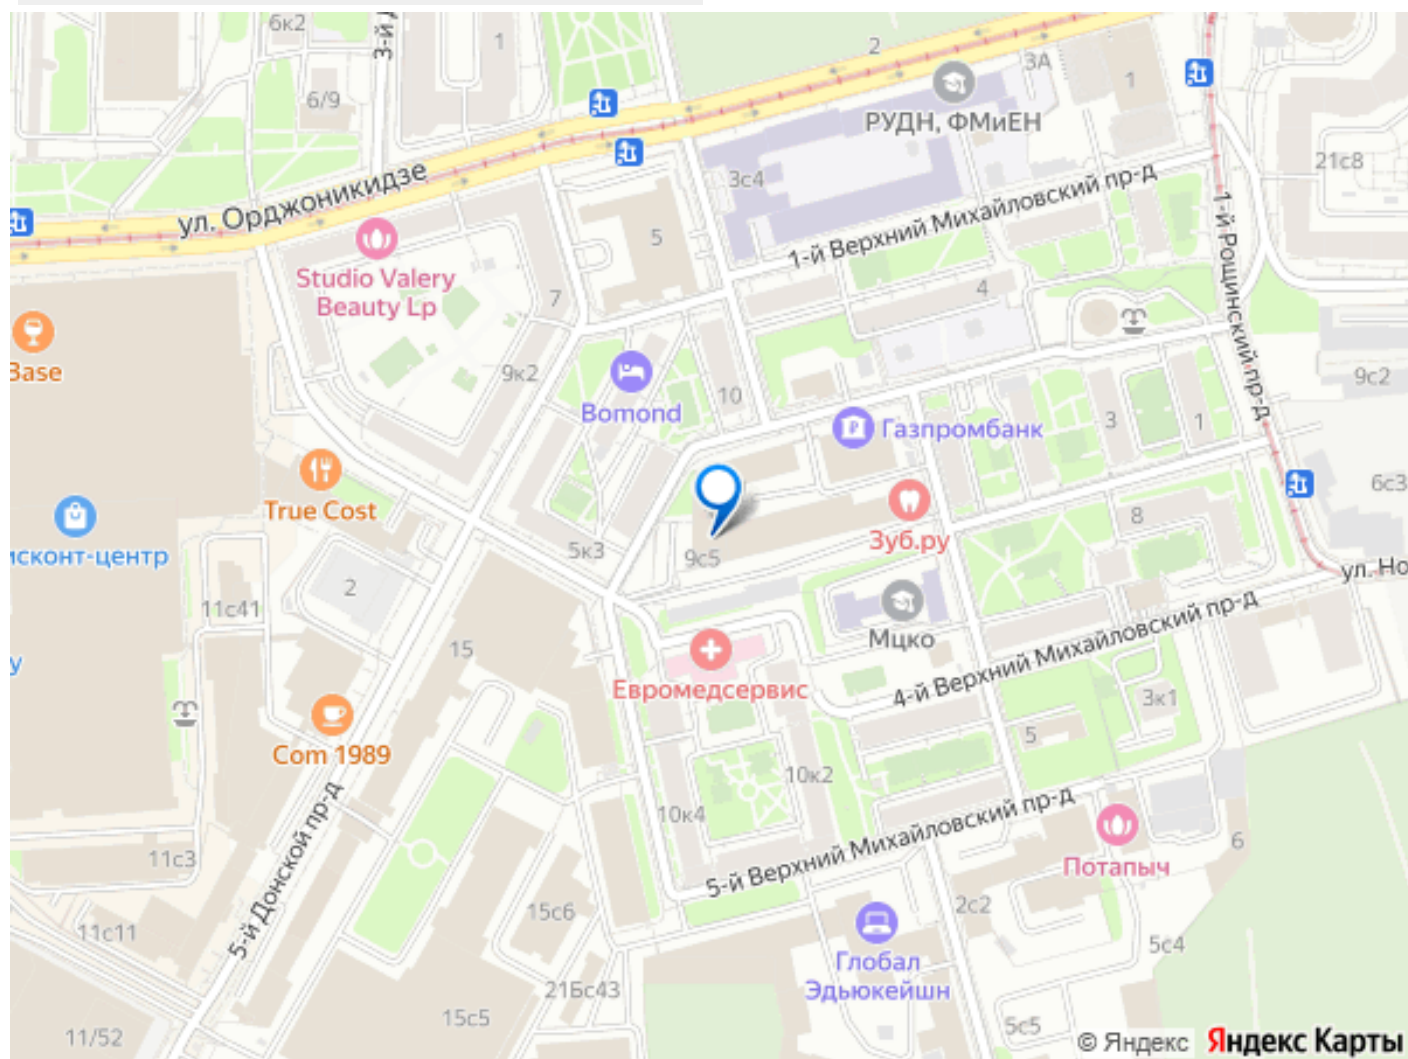 6к2
3-й
1
2
3А
1
6/9
РУДН, ФМиЕН
21с8
3с4
ул. Орджоникидзе
1-й Верхний Михайловский пр-д
1-й Рощинский пр-д
5
Studio Valery
Beauty Lp
7
4
Base
9к2
10
9с2
Bomond
Газпромбанк
3
1
True Cost
6с3
исконт-центр
5к3
9с5
Зуб.ру
8
ул. Но
2
11с41
Мцко
15
4-й Верхний Михайловский пр-д
у
Евромедсервис
3к1
5
Com 1989
10к2
10к4
5-й Верхний Михайловский пр-д
5-й Донской пр-д
11с3
Потапыч
6
15с6
2с2
11с11
5с4
Глобал
Эдьюкейшн
21Бс43
15с5
5с5
11/52
© Яндекс Яндекс Карты